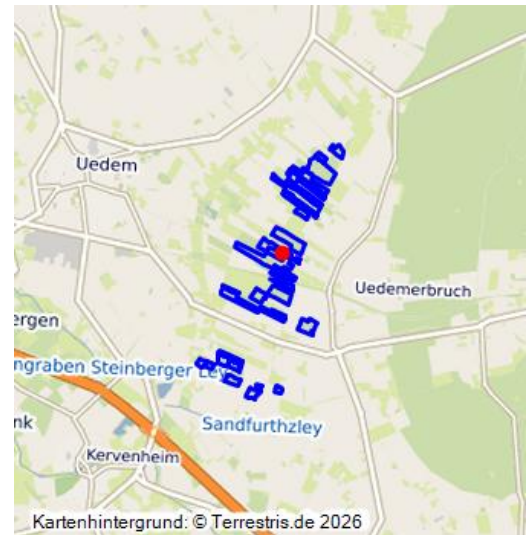 Uedem
Uedemerbruch
ergen
ngraben Steinberger Ley
Sandfurthzley
nk
Kervenheim
Kartenhintergrund: © Terrestris.de 2026